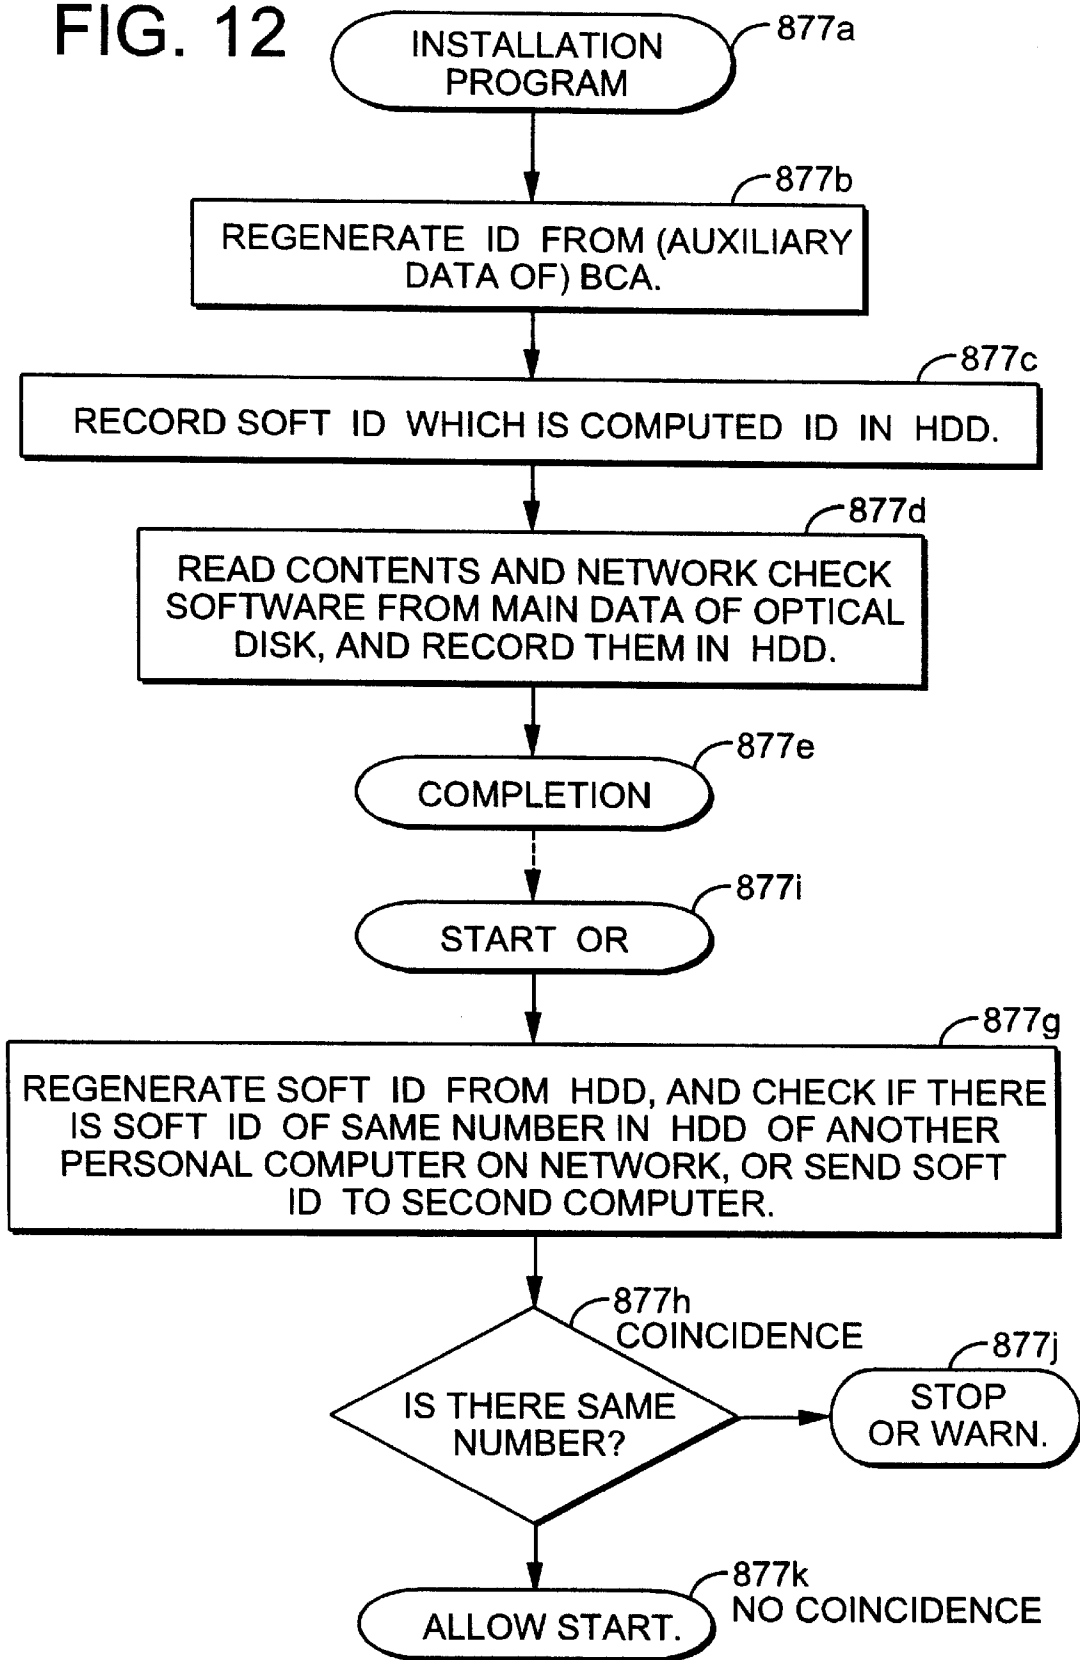 FIG. 12
877a
INSTALLATION
PROGRAM
877b
REGENERATE ID FROM (AUXILIARY
DATA OF) BCA.
877c
RECORD SOFT ID WHICH IS COMPUTED ID IN HDD.
877d
READ CONTENTS AND NETWORK CHECK
SOFTWARE FROM MAIN DATA OF OPTICAL
DISK, AND RECORD THEM IN HDD.
877e
COMPLETION
877i
START OR
877g
REGENERATE SOFT ID FROM HDD, AND CHECK IF THERE
IS SOFT ID OF SAME NUMBER IN HDD OF ANOTHER
PERSONAL COMPUTER ON NETWORK, OR SEND SOFT
ID TO SECOND COMPUTER.
877h
COINCIDENCE
IS THERE SAME
NUMBER?
877j
STOP
OR WARN.
877k
NO COINCIDENCE
ALLOW START.